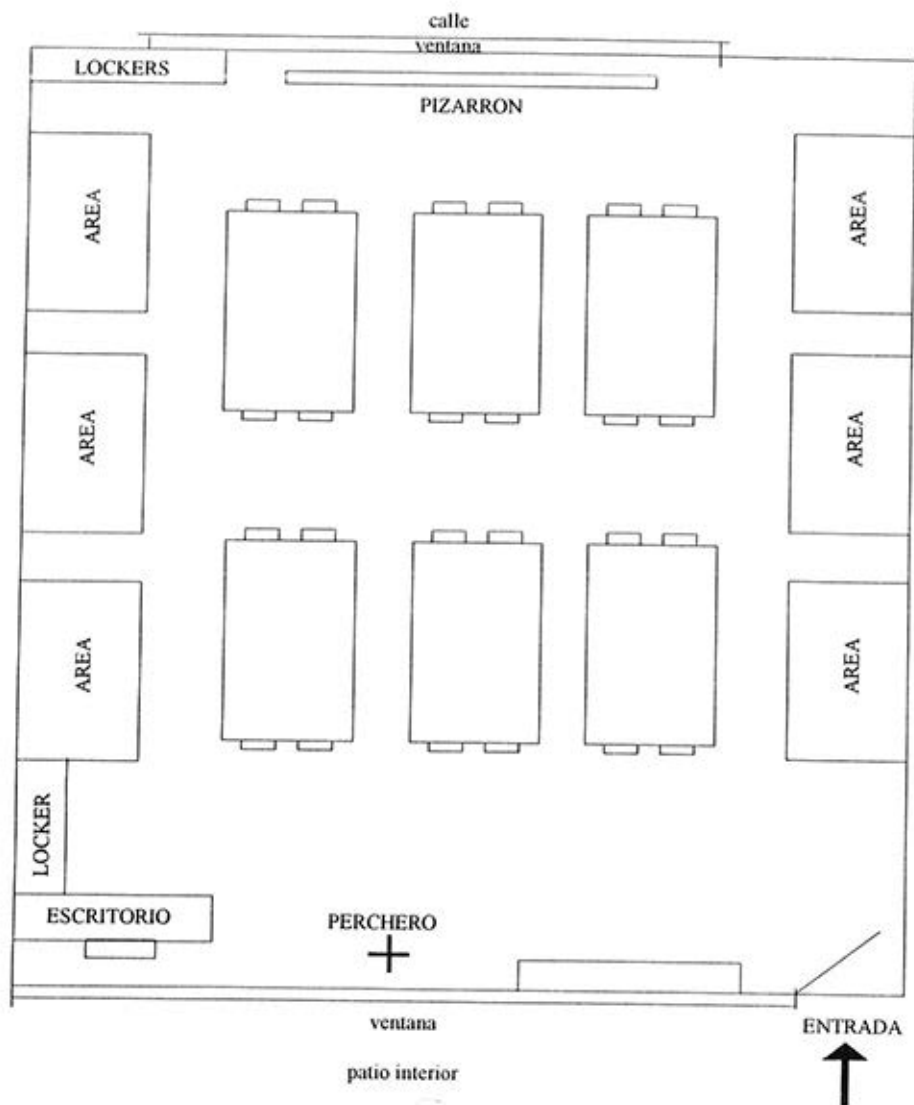 calle
ventana
LOCKERS
PIZARRON
AREA
AREA
AREA
AREA
AREA
AREA
LOCKER
ESCRITORIO
PERCHERO
ventana
ENTRADA
patio interior